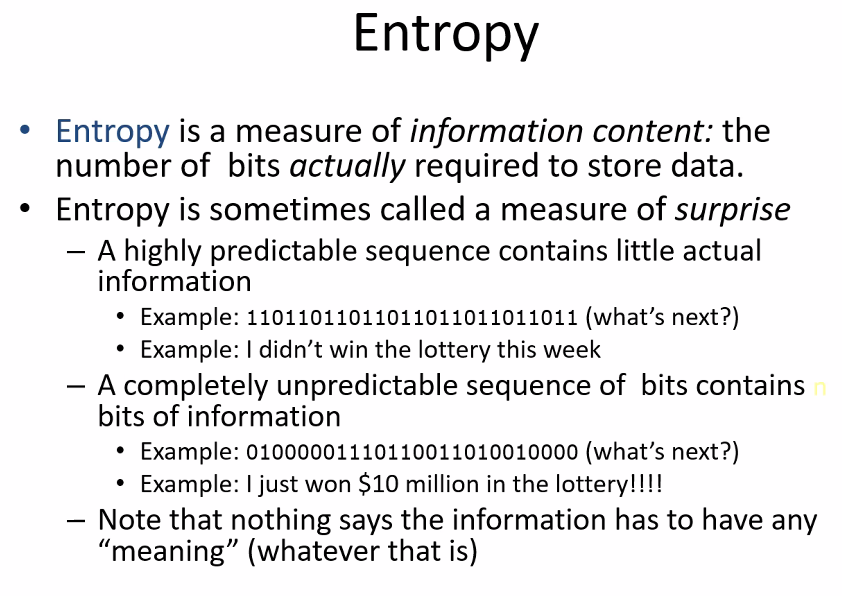 Entropy
• Entropy is a measure of information content: the
number of  bits actually required to store data.
• Entropy is sometimes called a measure of surprise
– A highly predictable sequence contains little actual
information
• Example: 11011011011011011011011011 (what’s next?)
• Example: I didn’t win the lottery this week
– A completely unpredictable sequence of  bits contains n
bits of information
• Example: 01000001110110011010010000 (what’s next?)
• Example: I just won $10 million in the lottery!!!!
– Note that nothing says the information has to have any
“meaning” (whatever that is)